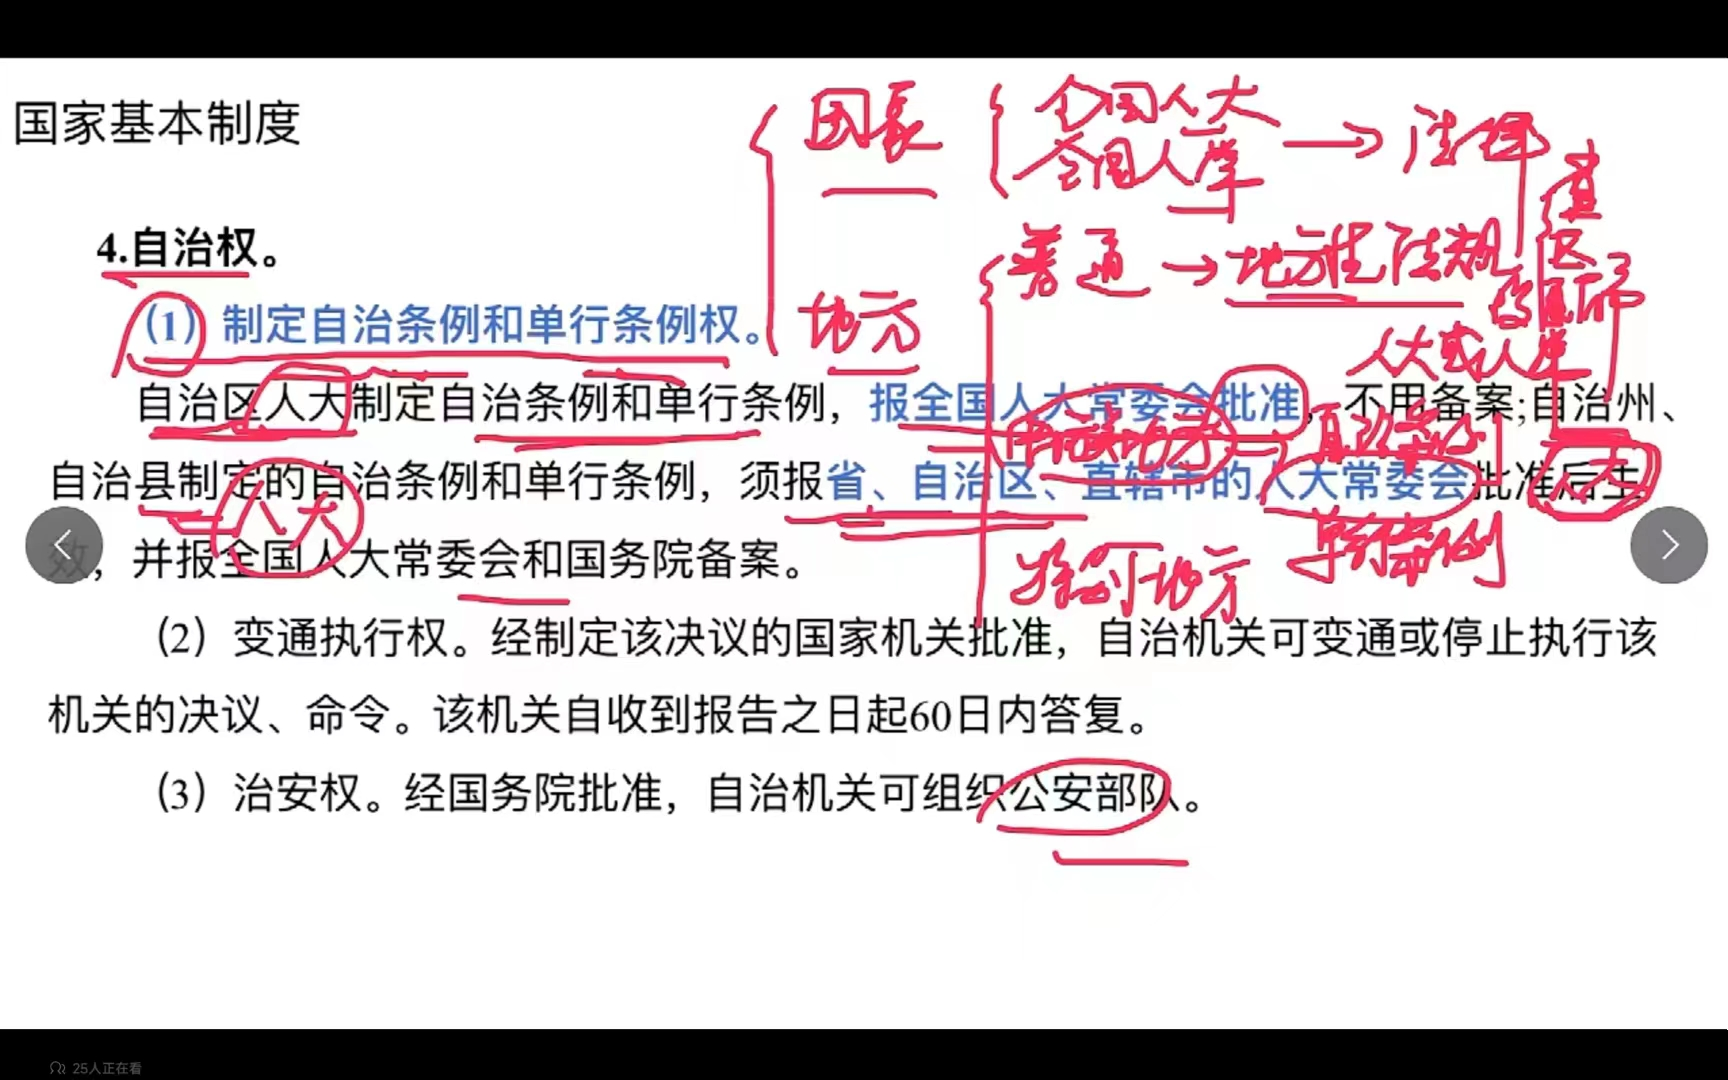 国家基本制度
国家
全国人大
全国人常
法律
4.自治权。
普通
地方性法规
省
区
设区市
地方
人大或人常
（1）制定自治条例和单行条例权。
自治区人大制定自治条例和单行条例，报全国人大常委会批准，不用备案;自治州、
民族地方
自治条例
自治县制定的自治条例和单行条例，须报省、自治区、直辖市的人大常委会批准后生
人大
人大
单行条例
效，并报全国人大常委会和国务院备案。
特别地方
（2）变通执行权。经制定该决议的国家机关批准，自治机关可变通或停止执行该
机关的决议、命令。该机关自收到报告之日起60日内答复。
（3）治安权。经国务院批准，自治机关可组织公安部队。
25人正在看